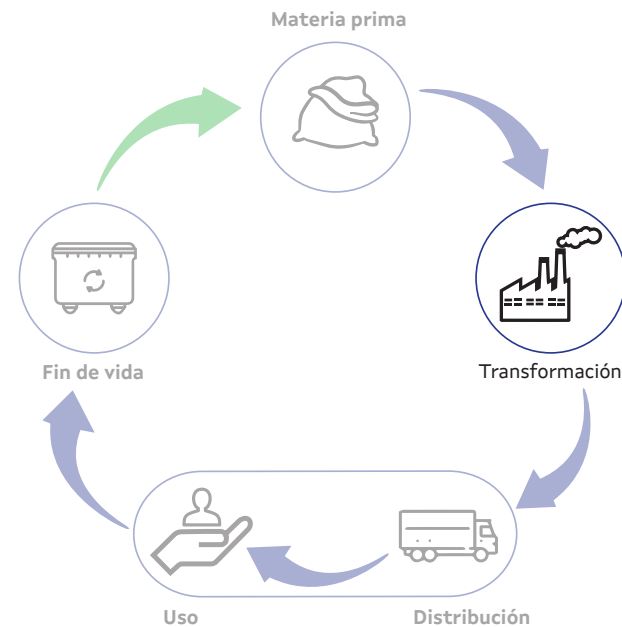 Materia prima
Fin de vida
Transformación
Uso
Distribución